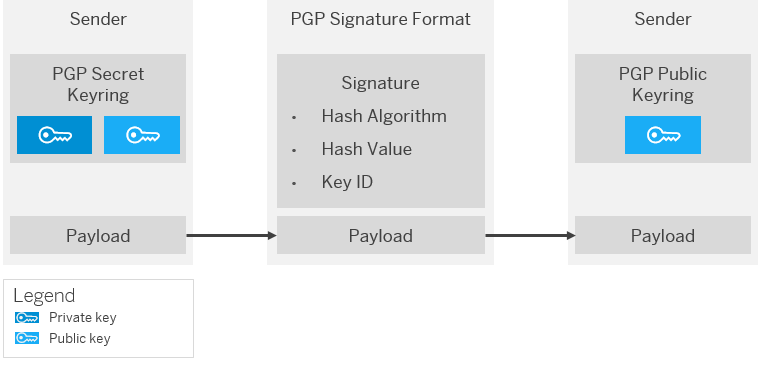 Sender
PGP Secret
Keyring
Payload
PGP Signature Format
Signature
• Hash Algorithm
• Hash Value
• Key ID
Payload
Sender
PGP Public
Keyring
Payload
Legend
Private key
Public key